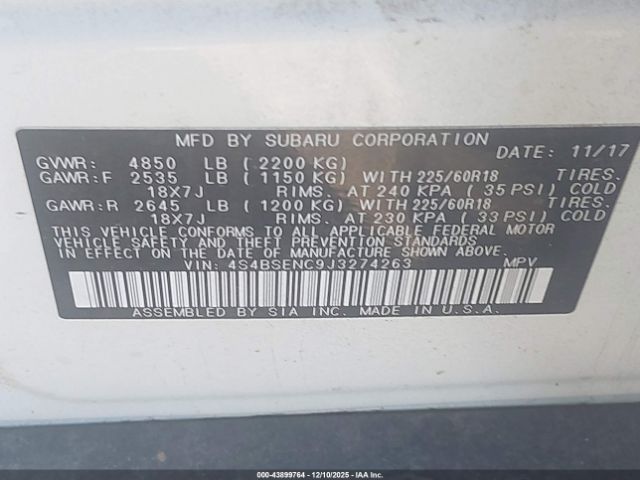 MFD BY SUBARU CORPORATION
DATE: 11/17
GVWR: 4850 LB (2200 KG)
GAWR:F 2535 LB (1150 KG) WITH 225/60R18 TIRES.
18X7J RIMS. AT 240 KPA (35 PSI) COLD
GAWR:R 2645 LB (1200 KG) WITH 225/60R18 TIRES.
18X7J RIMS. AT 230 KPA (33 PSI) COLD
THIS VEHICLE CONFORMS TO ALL APPLICABLE FEDERAL MOTOR
VEHICLE SAFETY AND THEFT PREVENTION STANDARDS
IN EFFECT ON THE DATE OF MANUFACTURE SHOWN ABOVE.
VIN: 4S4BSENC9J3274263 MPV
ASSEMBLED BY SIA INC. MADE IN U.S.A.
000-43899764 - 12/10/2025 - IAAI Inc.